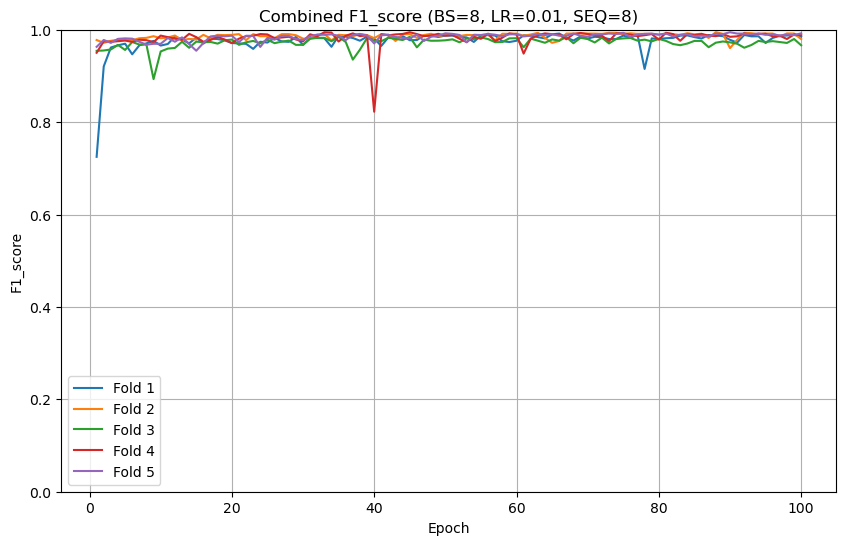 Combined F1_score (BS=8, LR=0.01, SEQ=8)
1.0
0.8
0.6
0.4
0.2
0.0
F1_score
Fold 1
Fold 2
Fold 3
Fold 4
Fold 5
0 20 40 60 80 100
Epoch